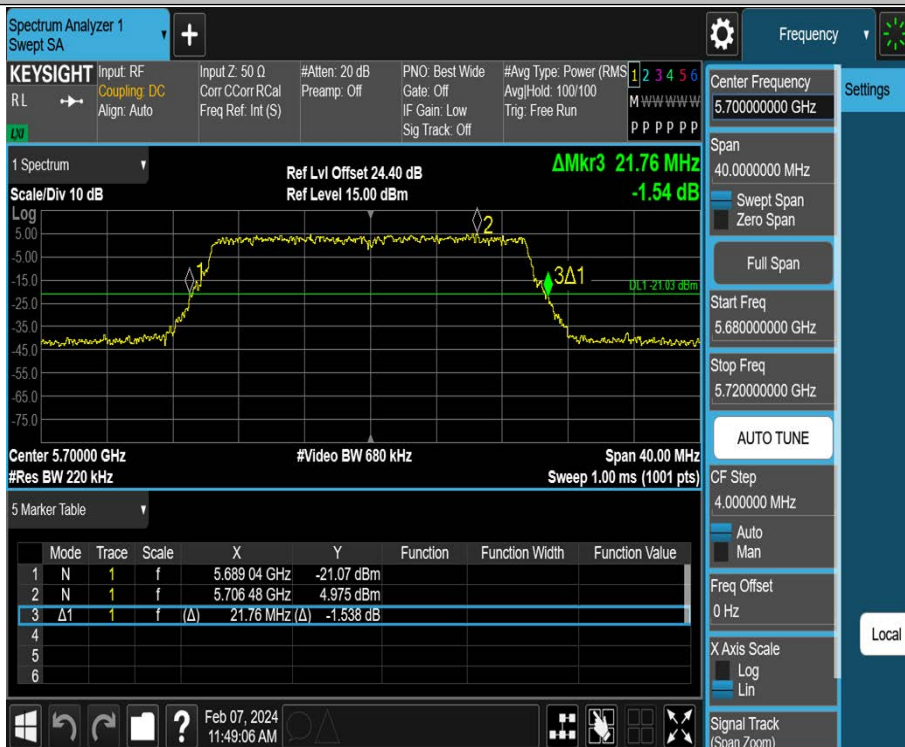 Spectrum Analyzer 1
Swept SA
+
Frequency
KEYSIGHT
R L
LXI
Input: RF
Coupling: DC
Align: Auto
Input Z: 50 Ω
Corr CCorr RCal
Freq Ref: Int (S)
#Atten: 20 dB
Preamp: Off
PNO: Best Wide
Gate: Off
IF Gain: Low
Sig Track: Off
#Avg Type: Power (RMS
Avg|Hold: 100/100
Trig: Free Run
1 2 3 4 5 6
M W W W W W
P P P P P P
1 Spectrum
Scale/Div 10 dB
Ref Lvl Offset 24.40 dB
Ref Level 15.00 dBm
ΔMkr3 21.76 MHz
-1.54 dB
Log
5.00
-5.00
-15.0
-25.0
-35.0
-45.0
-55.0
-65.0
-75.0
1
2
3Δ1
DL1 -21.03 dBm
Center 5.70000 GHz
#Video BW 680 kHz
Span 40.00 MHz
#Res BW 220 kHz
Sweep 1.00 ms (1001 pts)
5 Marker Table
Mode Trace Scale X Y Function Function Width Function Value
1 N 1 f 5.689 04 GHz -21.07 dBm
2 N 1 f 5.706 48 GHz 4.975 dBm
3 Δ1 1 f (Δ) 21.76 MHz (Δ) -1.538 dB
4
5
6
?
Feb 07, 2024
11:49:06 AM
Center Frequency
5.700000000 GHz
Span
40.0000000 MHz
Swept Span
Zero Span
Full Span
Start Freq
5.680000000 GHz
Stop Freq
5.720000000 GHz
AUTO TUNE
CF Step
4.000000 MHz
Auto
Man
Freq Offset
0 Hz
X Axis Scale
Log
Lin
Signal Track
(Span Zoom)
Settings
Local